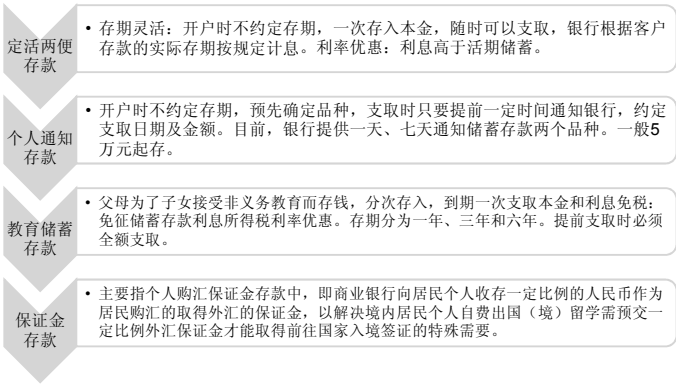 定活两便
存款
• 存期灵活：开户时不约定存期，一次存入本金，随时可以支取，银行根据客户
存款的实际存期按规定计息。利率优惠：利息高于活期储蓄。
个人通知
存款
• 开户时不约定存期，预先确定品种，支取时只要提前一定时间通知银行，约定
支取日期及金额。目前，银行提供一天、七天通知储蓄存款两个品种。一般5
万元起存。
教育储蓄
存款
• 父母为了子女接受非义务教育而存钱，分次存入，到期一次支取本金和利息免税：
免征储蓄存款利息所得税利率优惠。存期分为一年、三年和六年。提前支取时必须
全额支取。
保证金
存款
• 主要指个人购汇保证金存款中，即商业银行向居民个人收存一定比例的人民币作为
居民购汇的取得外汇的保证金，以解决境内居民个人自费出国（境）留学需预交一
定比例外汇保证金才能取得前往国家入境签证的特殊需要。